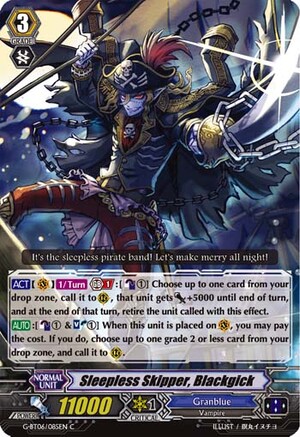 3
GRADE
It's the sleepless pirate band! Let's make merry all night!
ACT 1/Turn CB 1 : Choose up to one card from your
drop zone, call it to , that unit gets +5000 until end of turn,
and at the end of that turn, retire the unit called with this effect.
AUTO : 1 & 1 When this unit is placed on , you may pay
the cost. If you do, choose up to one grade 2 or less card from your
drop zone, and call it to .
NORMAL
UNIT
Sleepless Skipper, Blackgick
POWER
11000
1
CRITICAL
Granblue
Vampire
G-BT06/085EN C
ILLUST